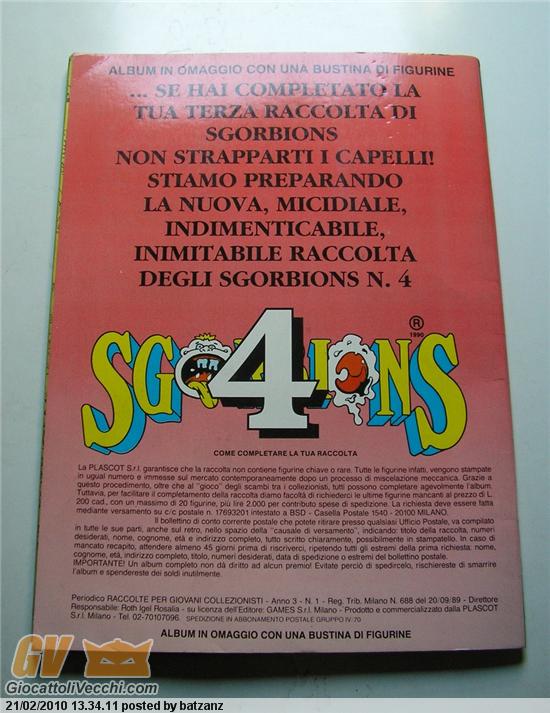 ALBUM IN OMAGGIO CON UNA BUSTINA DI FIGURINE
... SE HAI COMPLETATO LA
TUA TERZA RACCOLTA DI
SGORBIONS
NON STRAPPARTI I CAPELLI!
STIAMO PREPARANDO
LA NUOVA, MICIDIALE,
INDIMENTICABILE,
INIMITABILE RACCOLTA
DEGLI SGORBIONS N. 4
®
1990
SGORBIONS
4
COME COMPLETARE LA TUA RACCOLTA
La PLASCOT S.r.l. garantisce che la raccolta non contiene figurine chiave o rare. Tutte le figurine infatti, vengono stampate
in ugual numero e immesse sul mercato contemporaneamente dopo un processo di miscelazione meccanica. Grazie a
questo procedimento, oltre che al "gioco" degli scambi tra i collezionisti, tutti possono completare agevolmente l'album.
Tuttavia, per facilitare il completamento della raccolta diamo facoltà di richiederci le ultime figurine mancanti al prezzo di L.
200 cad., con un massimo di 20 figurine, più lire 2.000 per contributo spese di spedizione. La richiesta deve essere fatta
mediante versamento su c/c postale n. 17693201 intestato a BSD - Casella Postale 1540 - 20100 MILANO.
Il bollettino di conto corrente postale che potete ritirare presso qualsiasi Ufficio Postale, va compilato
in tutte le sue parti, anche sul retro, nello spazio della "causale di versamento", indicando: titolo della raccolta, numeri
desiderati, nome, cognome, età e indirizzo completo, tutto scritto chiaramente, possibilmente in stampatello. In caso di
mancato recapito, attendere almeno 45 giorni prima di riscriverci, ripetendo tutti gli estremi della prima richiesta: nome,
cognome, età, indirizzo completo, titolo, numeri desiderati, data di spedizione o estremi del bollettino postale.
IMPORTANTE! Un album completo non dà diritto ad alcun premio! Evitate perciò di spedircelo, rischiereste di smarrire
l'album e spendereste dei soldi inutilmente.
Periodico RACCOLTE PER GIOVANI COLLEZIONISTI - Anno 3 - N. 1 - Reg. Trib. Milano N. 688 del 20/09/89 - Direttore
Responsabile: Roth Igel Rosalia - su licenza dell'Editore: GAMES S.r.l. Milano - Prodotto e commercializzato dalla PLASCOT
S.r.l. Milano - Tel. 02-70107096. SPEDIZIONE IN ABBONAMENTO POSTALE GRUPPO IV/70
ALBUM IN OMAGGIO CON UNA BUSTINA DI FIGURINE
GV
GiocattoliVecchi.com
21/02/2010 13.34.11 posted by batzanz